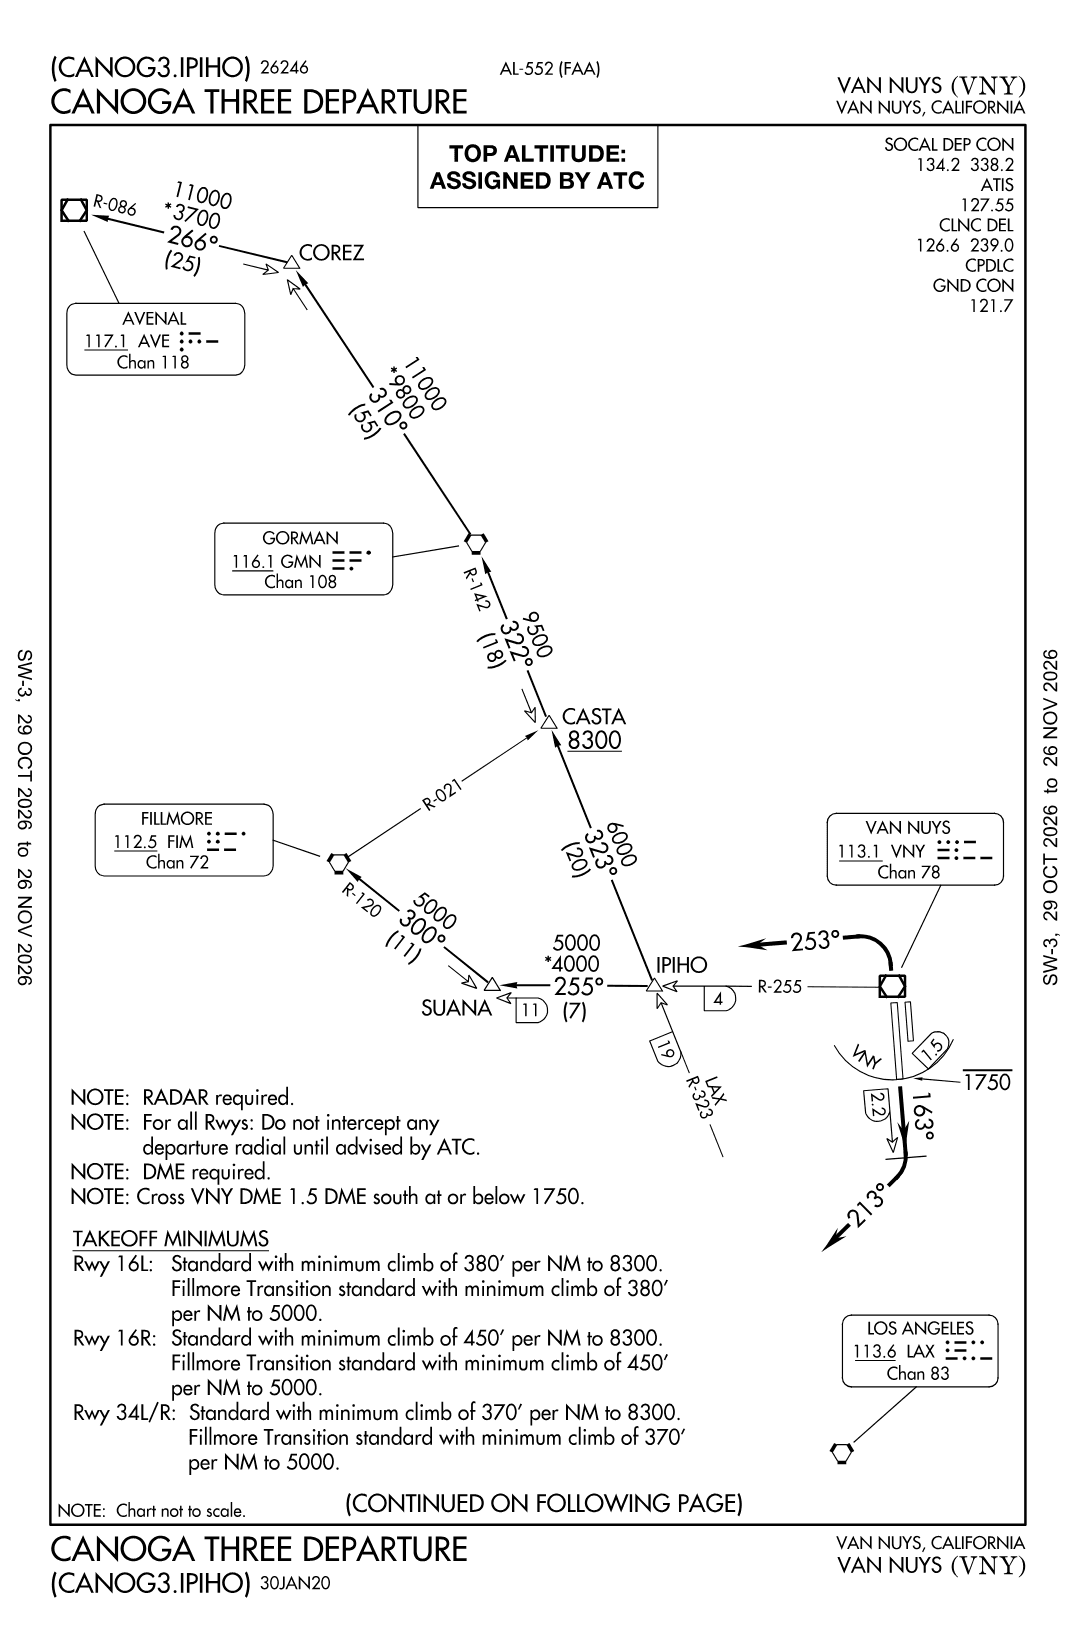 (CANOG3.IPIHO) 26246
AL-552 (FAA)
CANOGA THREE DEPARTURE
VAN NUYS (VNY)
VAN NUYS, CALIFORNIA
TOP ALTITUDE:
ASSIGNED BY ATC
SOCAL DEP CON
134.2 338.2
ATIS
127.55
CLNC DEL
126.6 239.0
CPDLC
GND CON
121.7
R-086
11000
*3700
266°
(25)
COREZ
AVENAL
117.1 AVE
Chan 118
11000
*9800
310°
(55)
GORMAN
116.1 GMN
Chan 108
R-142
9500
322°
(18)
CASTA
8300
R-021
FILLMORE
112.5 FIM
Chan 72
6000
323°
(20)
VAN NUYS
113.1 VNY
Chan 78
R-120
5000
300°
(11)
5000
*4000
255°
(7)
IPIHO
253°
R-255
4
SUANA
11
19
LAX
R-323
VNY
1.5
1750
2.2
163°
213°
NOTE: RADAR required.
NOTE: For all Rwys: Do not intercept any
departure radial until advised by ATC.
NOTE: DME required.
NOTE: Cross VNY DME 1.5 DME south at or below 1750.
TAKEOFF MINIMUMS
Rwy 16L: Standard with minimum climb of 380' per NM to 8300.
Fillmore Transition standard with minimum climb of 380'
per NM to 5000.
Rwy 16R: Standard with minimum climb of 450' per NM to 8300.
Fillmore Transition standard with minimum climb of 450'
per NM to 5000.
Rwy 34L/R: Standard with minimum climb of 370' per NM to 8300.
Fillmore Transition standard with minimum climb of 370'
per NM to 5000.
LOS ANGELES
113.6 LAX
Chan 83
NOTE: Chart not to scale.
(CONTINUED ON FOLLOWING PAGE)
CANOGA THREE DEPARTURE
(CANOG3.IPIHO) 30JAN20
VAN NUYS, CALIFORNIA
VAN NUYS (VNY)
SW-3, 29 OCT 2026 to 26 NOV 2026
SW-3, 29 OCT 2026 to 26 NOV 2026